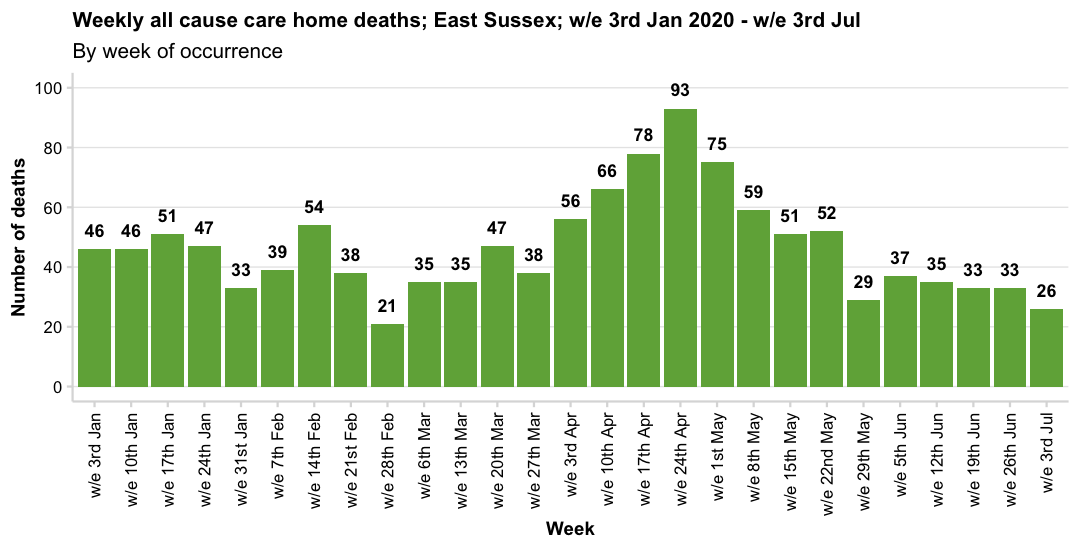 Weekly all cause care home deaths; East Sussex; w/e 3rd Jan 2020 - w/e 3rd Jul
By week of occurrence
Number of deaths
100
80
60
40
20
0
46
46
51
47
33
39
54
38
21
35
35
47
38
56
66
78
93
75
59
51
52
29
37
35
33
33
26
w/e 3rd Jan
w/e 10th Jan
w/e 17th Jan
w/e 24th Jan
w/e 31st Jan
w/e 7th Feb
w/e 14th Feb
w/e 21st Feb
w/e 28th Feb
w/e 6th Mar
w/e 13th Mar
w/e 20th Mar
w/e 27th Mar
w/e 3rd Apr
w/e 10th Apr
w/e 17th Apr
w/e 24th Apr
w/e 1st May
w/e 8th May
w/e 15th May
w/e 22nd May
w/e 29th May
w/e 5th Jun
w/e 12th Jun
w/e 19th Jun
w/e 26th Jun
w/e 3rd Jul
Week